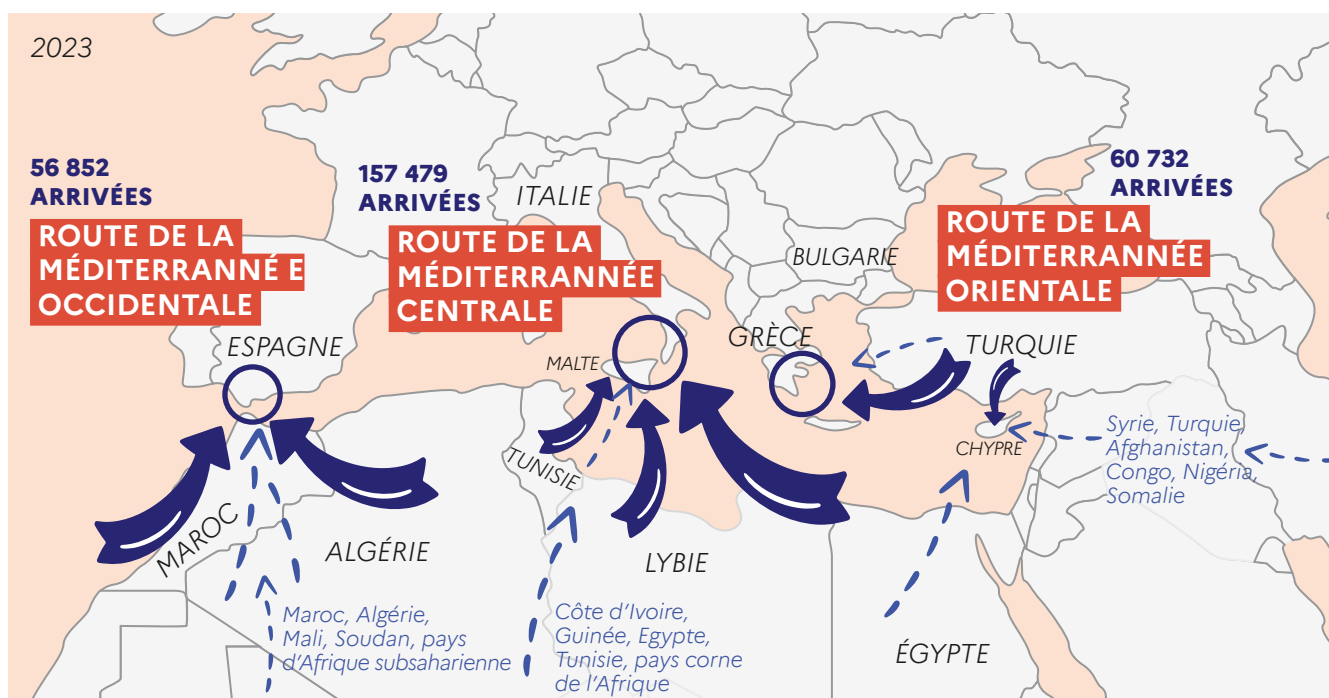 2023
56 852
ARRIVÉES
ROUTE DE LA
MÉDITERRANNÉ E
OCCIDENTALE
157 479
ARRIVÉES
ROUTE DE LA
MÉDITERRANNÉE
CENTRALE
60 732
ARRIVÉES
ROUTE DE LA
MÉDITERRANNÉE
ORIENTALE
ITALIE
BULGARIE
ESPAGNE
MALTE
GRÈCE
TURQUIE
CHYPRE
TUNISIE
MAROC
ALGÉRIE
LYBIE
ÉGYPTE
Syrie, Turquie,
Afghanistan,
Congo, Nigéria,
Somalie
Maroc, Algérie,
Mali, Soudan, pays
d'Afrique subsaharienne
Côte d'Ivoire,
Guinée, Egypte,
Tunisie, pays corne
de l'Afrique